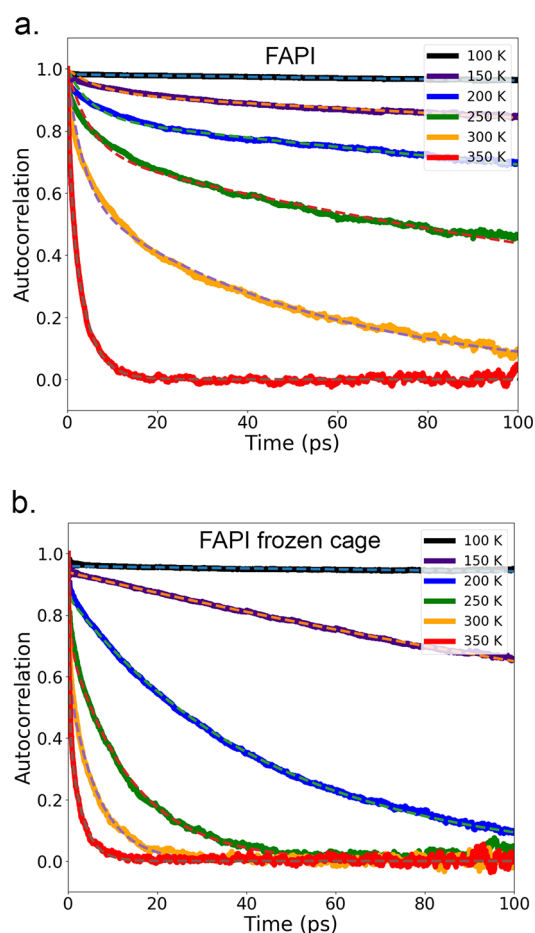 a.
FAPI
100 K
150 K
200 K
250 K
300 K
350 K
Autocorrelation
1.0
0.8
0.6
0.4
0.2
0.0
0
20
40
60
80
100
Time (ps)
b.
FAPI frozen cage
100 K
150 K
200 K
250 K
300 K
350 K
Autocorrelation
1.0
0.8
0.6
0.4
0.2
0.0
0
20
40
60
80
100
Time (ps)